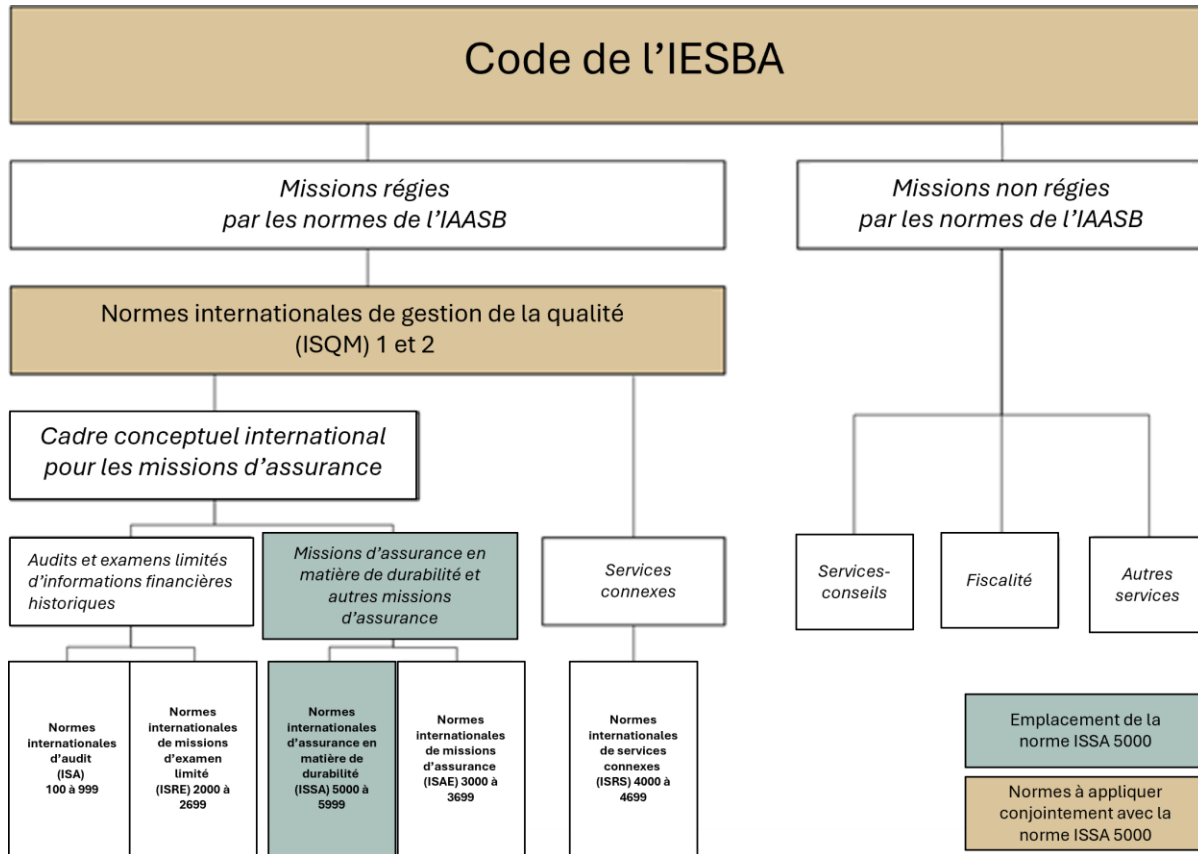 Code de l’IESBA
Missions régies
par les normes de l’IAASB
Missions non régies
par les normes de l’IAASB
Normes internationales de gestion de la qualité
(ISQM) 1 et 2
Cadre conceptuel international
pour les missions d’assurance
Audits et examens limités
d’informations financières
historiques
Missions d’assurance en
matière de durabilité et
autres missions
d’assurance
Services
connexes
Services-
conseils
Fiscalité
Autres
services
Normes
internationales
d’audit
(ISA)
100 à 999
Normes
internationales
de missions
d’examen
limité
(ISRE) 2000 à
2699
Normes
internationales
d’assurance en
matière de
durabilité
(ISSA) 5000 à
5999
Normes
internationales
de missions
d’assurance
(ISAE) 3000 à
3699
Normes
internationales
de services
connexes
(ISRS) 4000 à
4699
Emplacement de la
norme ISSA 5000
Normes à appliquer
conjointement avec la
norme ISSA 5000